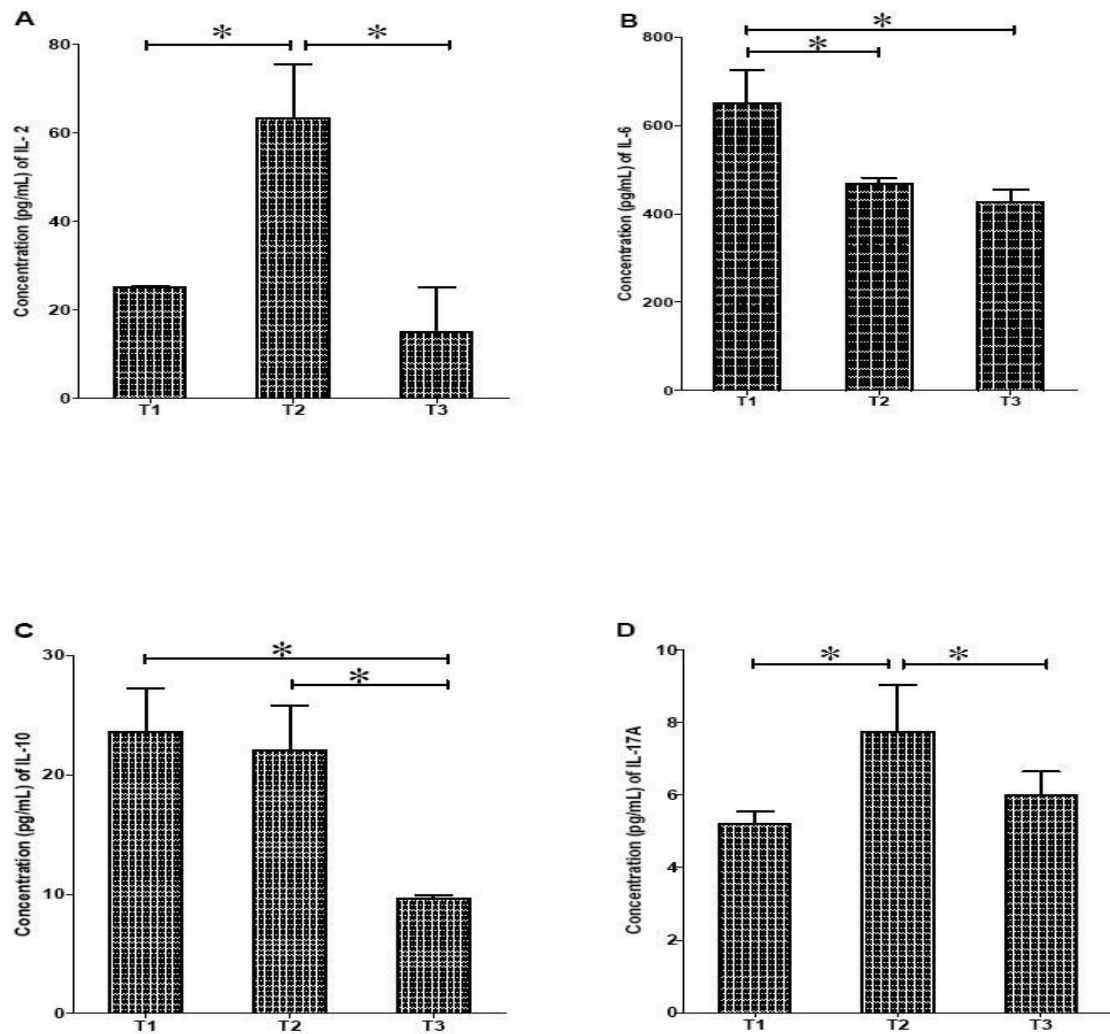 A
Concentration (pg/mL) of IL- 2
80
60
40
20
0
* *
T1 T2 T3
B
Concentration (pg/mL) of IL-6
800
600
400
200
0
*
*
T1 T2 T3
C
Concentration (pg/mL) of IL-10
30
20
10
0
*
*
T1 T2 T3
D
Concentration (pg/mL) of IL-17A
10
8
6
4
2
0
* *
T1 T2 T3